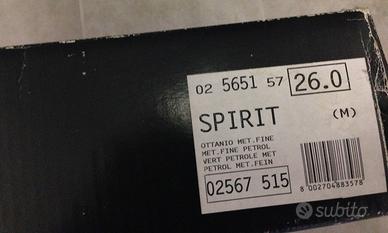 02 5651 57 26.0
SPIRIT (M)
OTTANIO MET.FINE
MET.FINE PETROL
VERT PETROLE MET
PETROL MET.FEIN
02567 515
8 002704 883578
subito